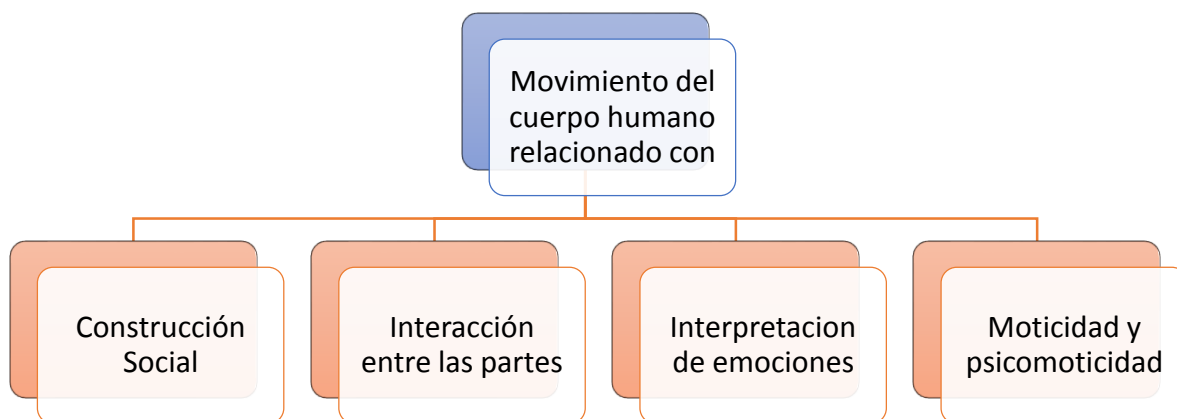 Movimiento del
cuerpo humano
relacionado con
Construcción
Social
Interacción
entre las partes
Interpretacion
de emociones
Moticidad y
psicomoticidad